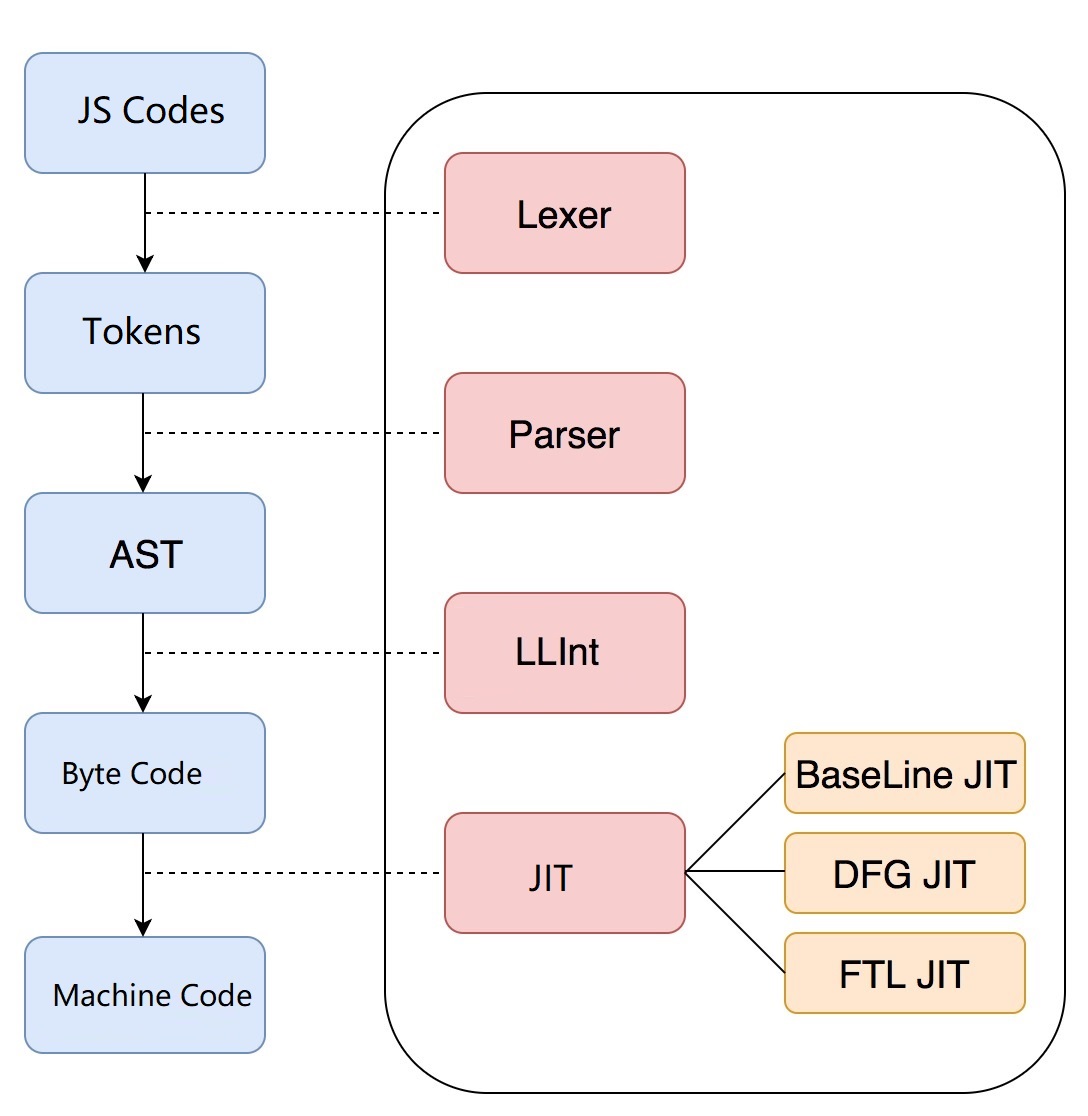 JS Codes
Lexer
Tokens
Parser
AST
LLInt
Byte Code
BaseLine JIT
JIT
DFG JIT
FTL JIT
Machine Code